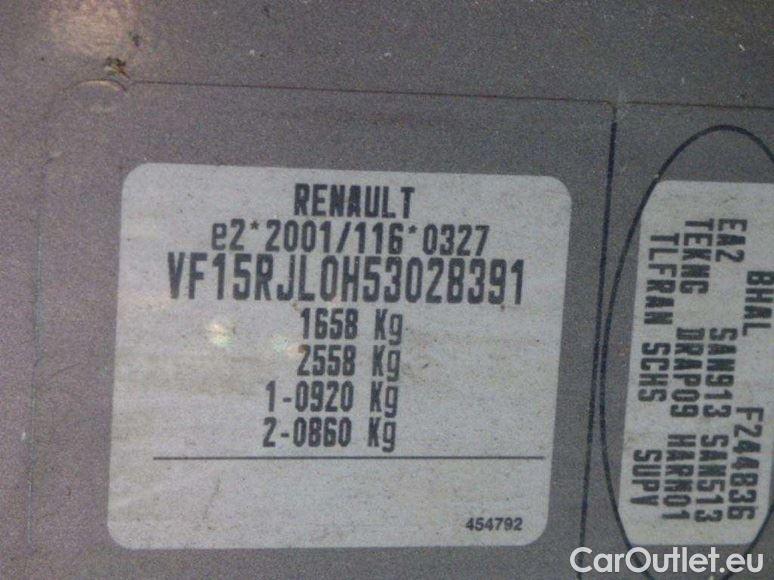 RENAULT
e2*2001/116*0327
VF15RJL0H53028391
1658 Kg
2558 Kg
1-0920 Kg
2-0860 Kg
454792
BHAL F244B36
EA2 SAN913 SAN513
TEKNG DRAP09 HARM01
TLFRAN SCHS SUPV
CarOutlet.eu